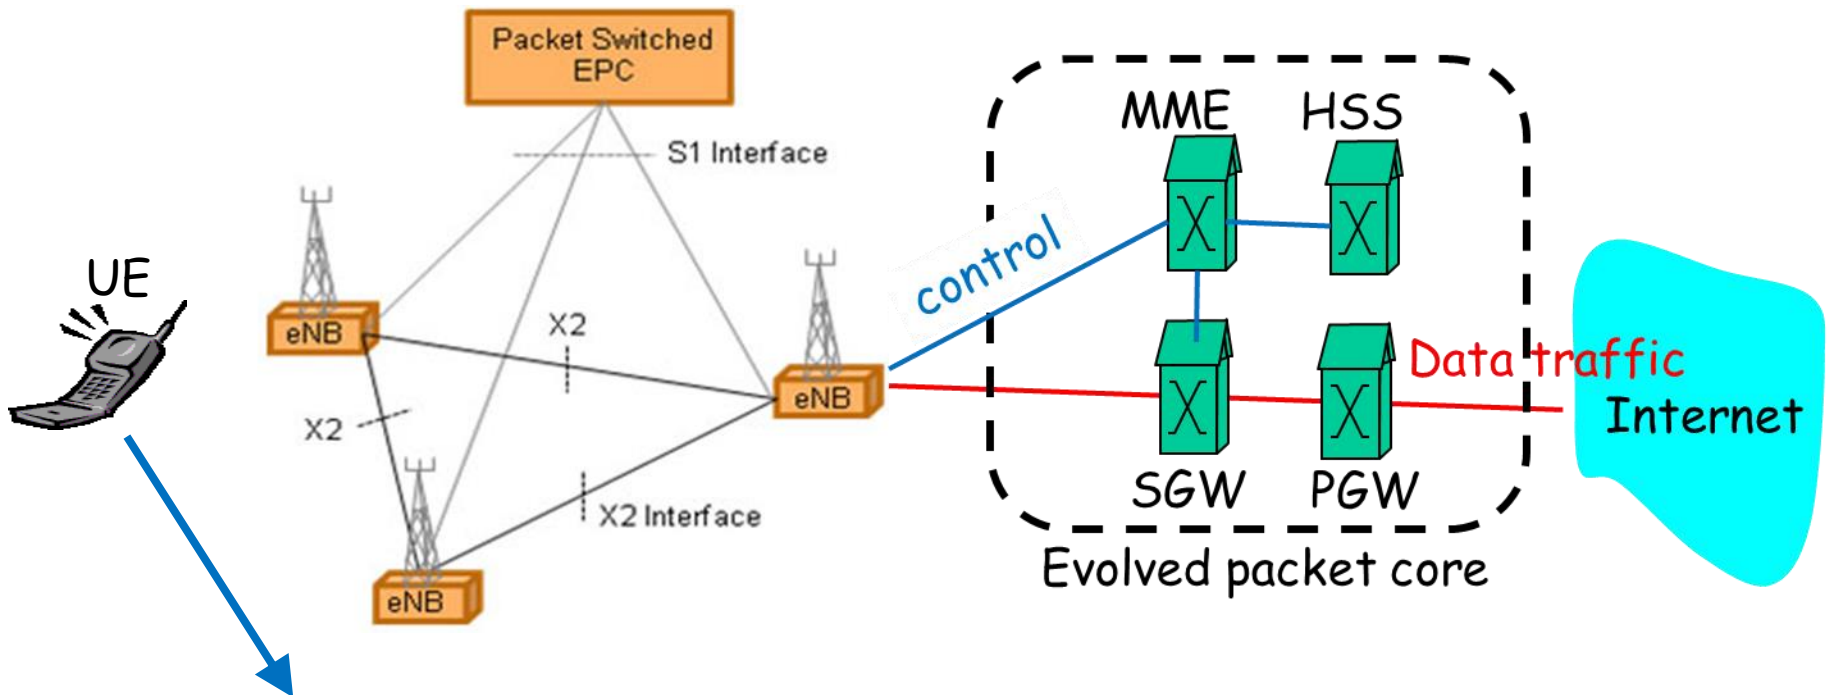 Packet Switched
EPC
S1 Interface
MME
HSS
UE
control
eNB
X2
eNB
X2
X2 Interface
eNB
Data traffic
Internet
SGW
PGW
Evolved packet core